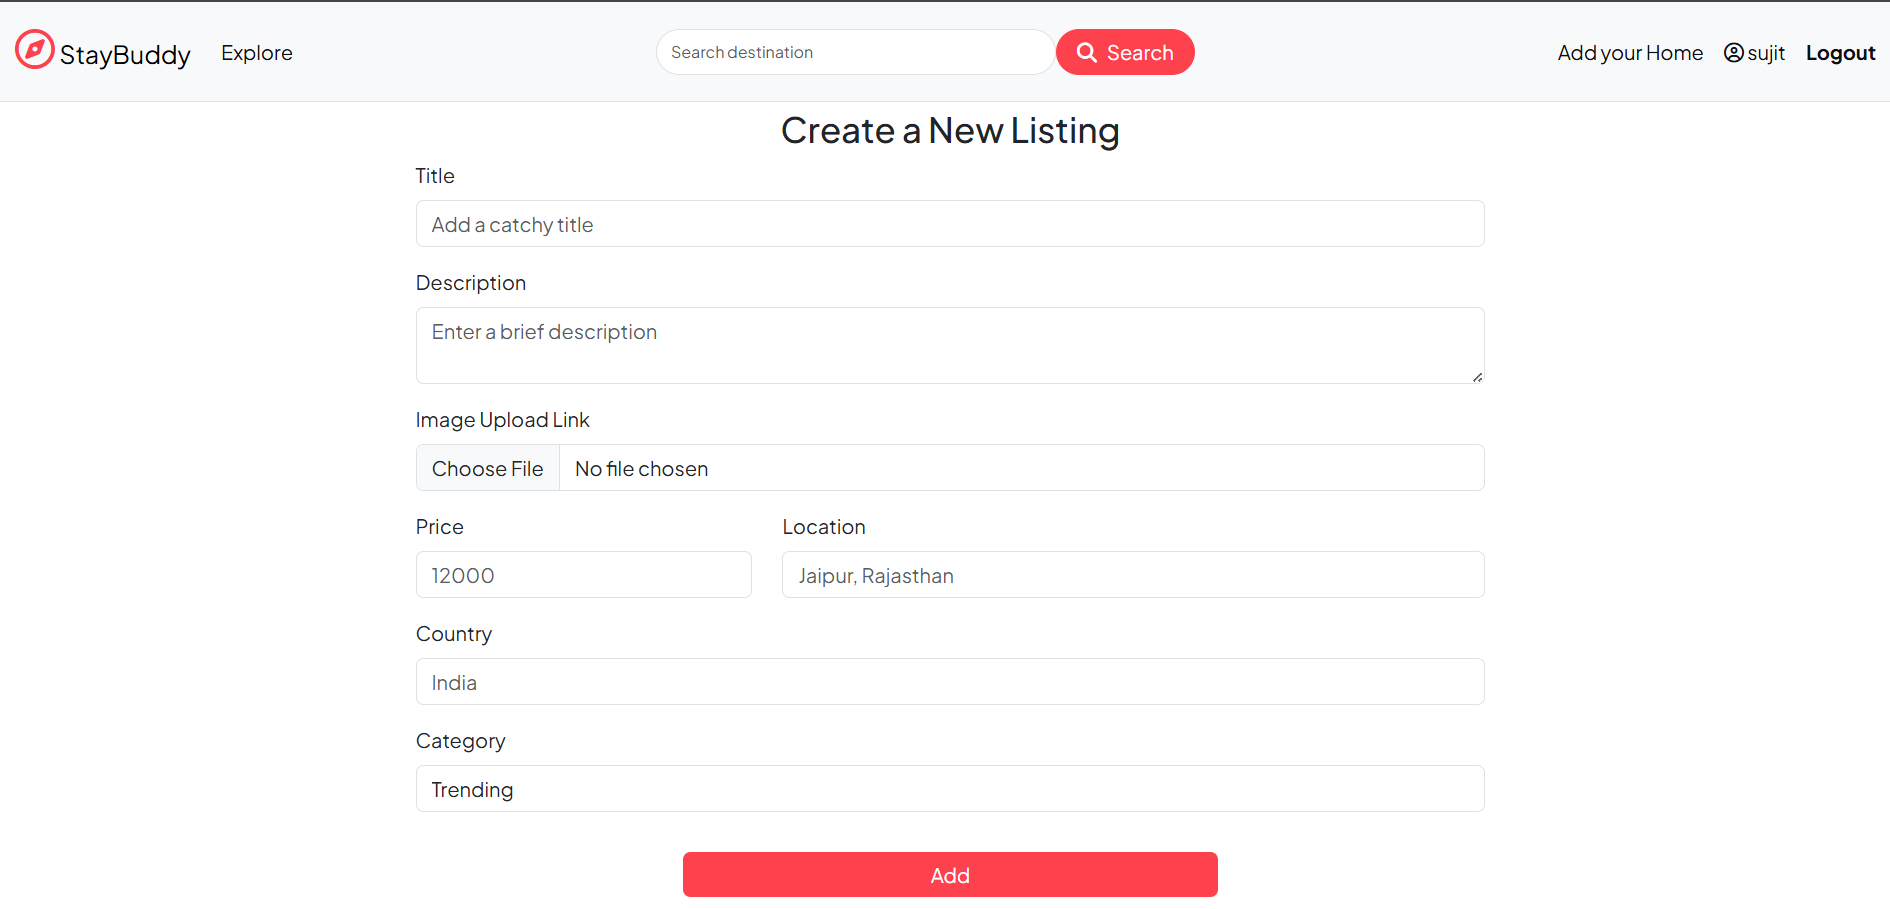 StayBuddy Explore Search destination Search Add your Home sujit Logout
Create a New Listing
Title
Add a catchy title
Description
Enter a brief description
Image Upload Link
Choose File No file chosen
Price Location
12000 Jaipur, Rajasthan
Country
India
Category
Trending
Add